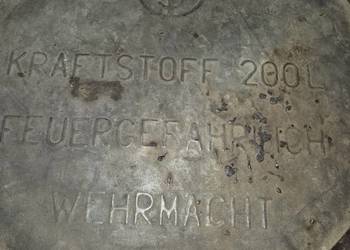 KRAFTSTOFF 200L
FEUERGEFÄHRLICH
WEHRMACHT